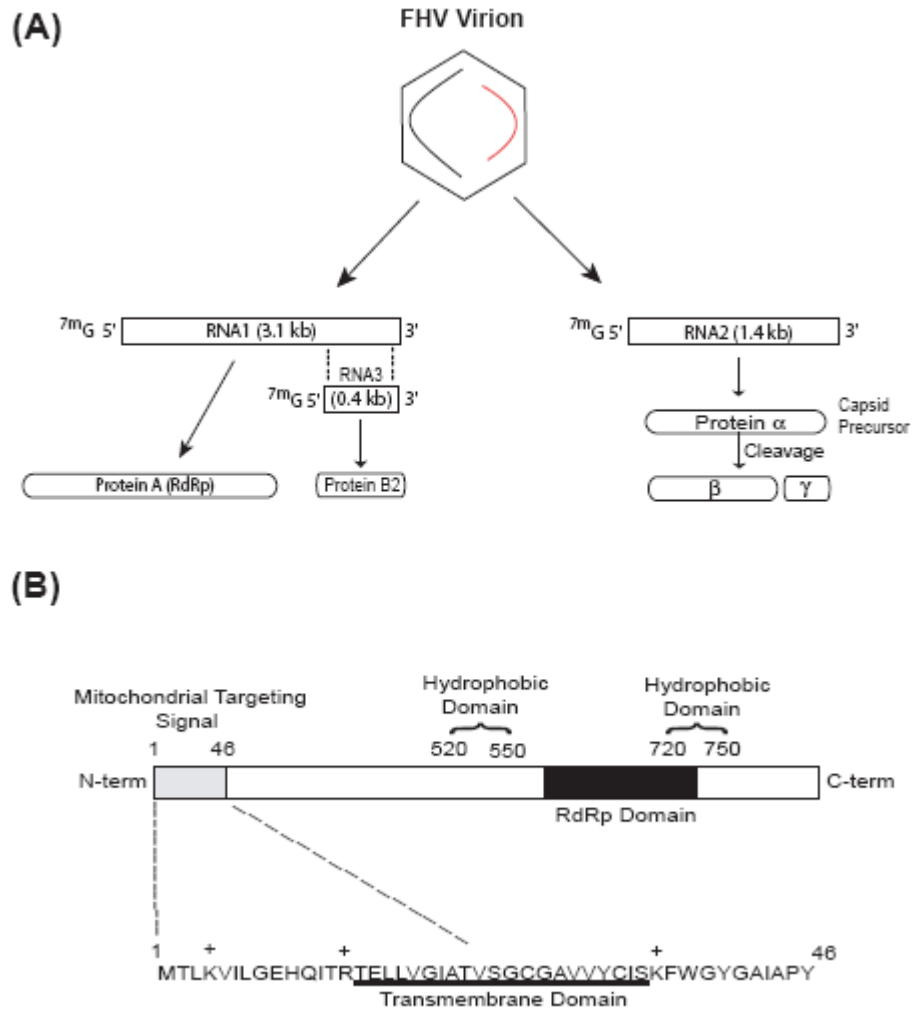 (A)
FHV Virion
7mG 5' RNA1 (3.1 kb) 3'
7mG 5' RNA2 (1.4 kb) 3'
RNA3
7mG 5' (0.4 kb) 3'
Protein α
Capsid
Precursor
Cleavage
Protein A (RdRp)
Protein B2
β γ
(B)
Mitochondrial Targeting
Signal
Hydrophobic
Domain
Hydrophobic
Domain
1 46 520 550 720 750
N-term C-term
RdRp Domain
1 + + + 46
MTLKVILGEHQITRTELLVGIATVSGCGAVVYCISKFWGYGAIAPY
Transmembrane Domain